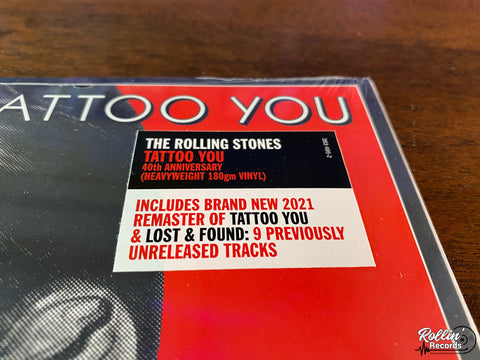 ATTOO YOU
THE ROLLING STONES
TATTOO YOU
40th ANNIVERSARY
(HEAVYWEIGHT 180gm VINYL)
INCLUDES BRAND NEW 2021
REMASTER OF TATTOO YOU
& LOST & FOUND: 9 PREVIOUSLY
UNRELEASED TRACKS
Rollin'
Records